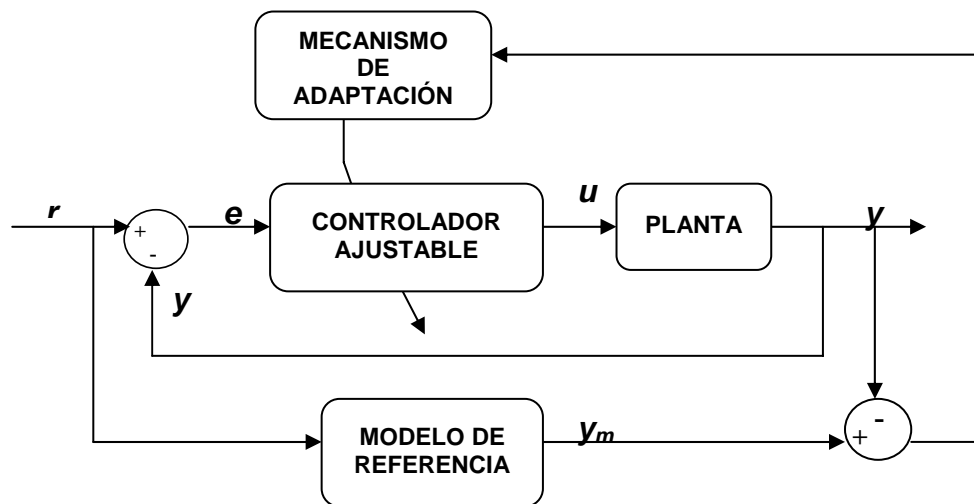 MECANISMO
DE
ADAPTACIÓN
r
+
-
e
CONTROLADOR
AJUSTABLE
u
PLANTA
y
y
MODELO DE
REFERENCIA
yₘ
-
+